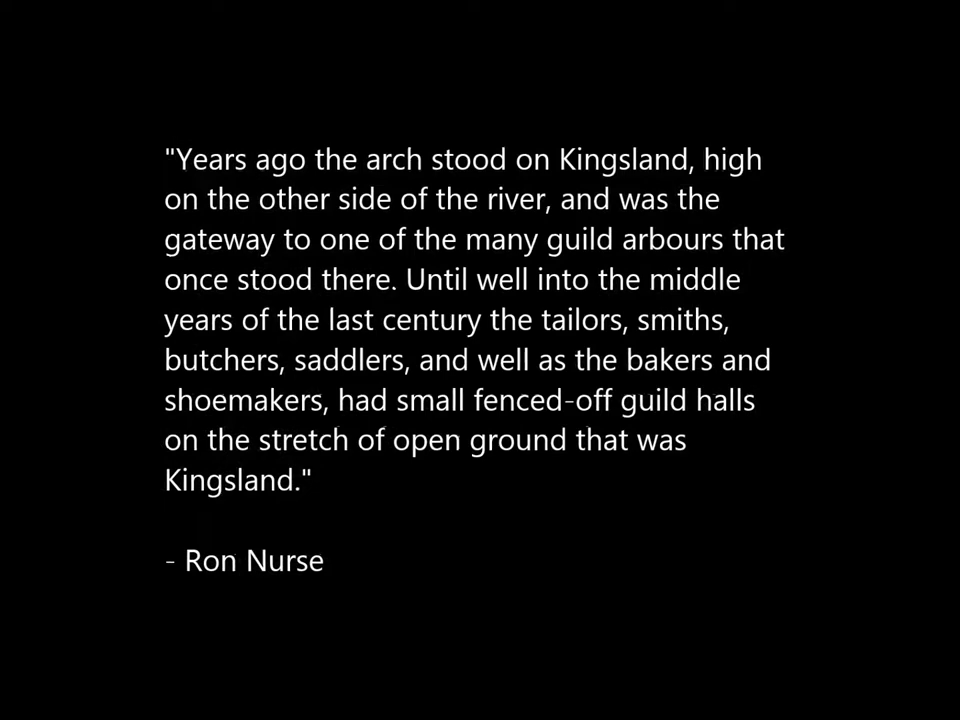 "Years ago the arch stood on Kingsland, high
on the other side of the river, and was the
gateway to one of the many guild arbours that
once stood there. Until well into the middle
years of the last century the tailors, smiths,
butchers, saddlers, and well as the bakers and
shoemakers, had small fenced-off guild halls
on the stretch of open ground that was
Kingsland."
- Ron Nurse